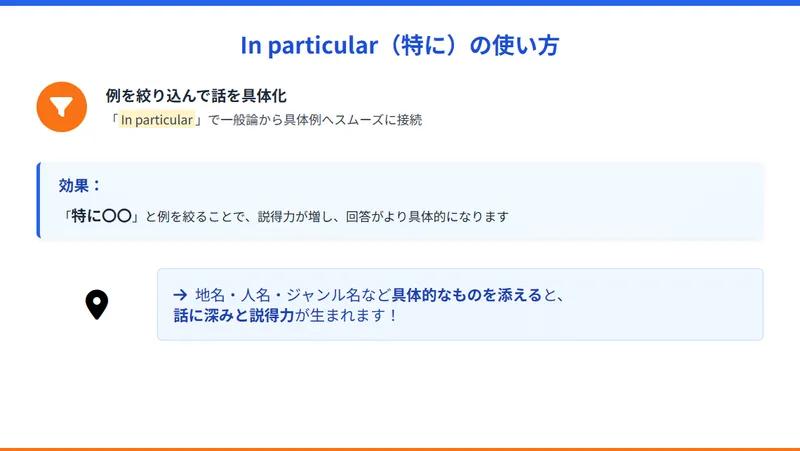 In particular（特に）の使い方
例を絞り込んで話を具体化
「In particular」で一般論から具体例へスムーズに接続
効果：
「特に〇〇」と例を絞ることで、説得力が増し、回答がより具体的になります
→ 地名・人名・ジャンル名など具体的なものを添えると、
話に深みと説得力が生まれます！